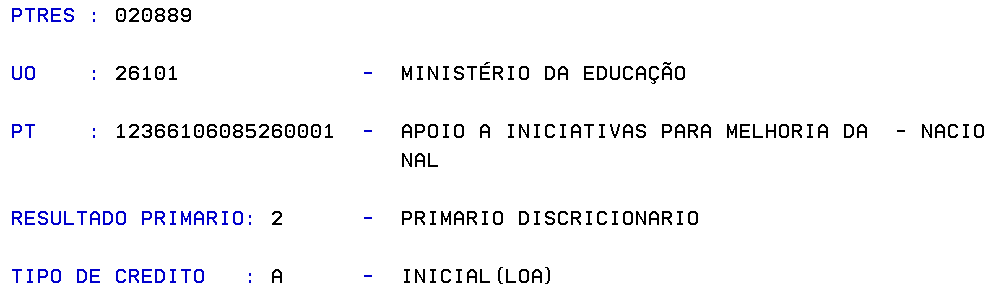 PTRES : 020889
UO : 26101 - MINISTÉRIO DA EDUCAÇÃO
PT : 12366106085260001 - APOIO A INICIATIVAS PARA MELHORIA DA - NACIO
NAL
RESULTADO PRIMARIO: 2 - PRIMARIO DISCRICIONARIO
TIPO DE CREDITO : A - INICIAL(LOA)